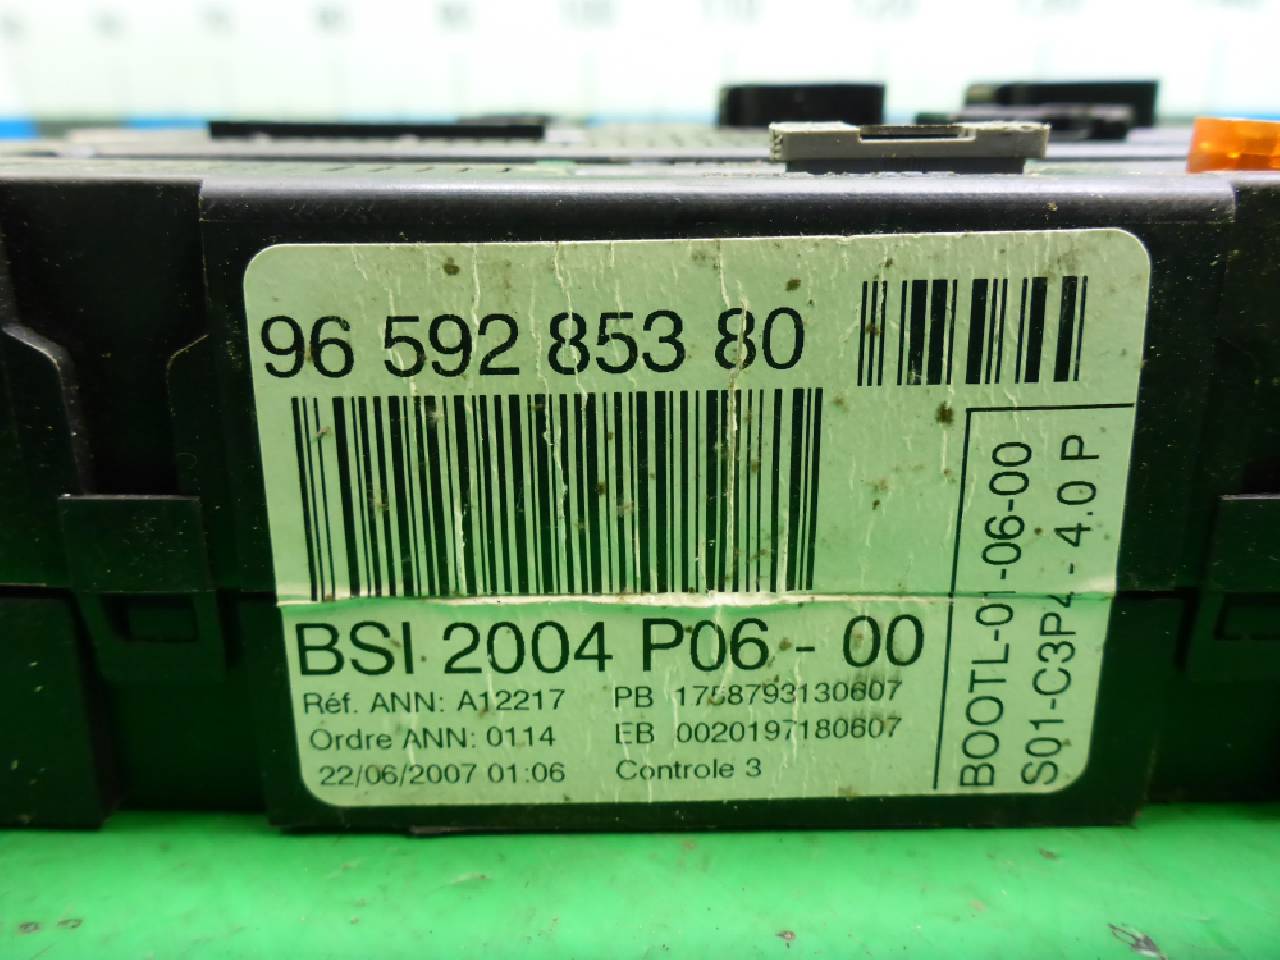 96 592 853 80
BSI 2004 P06 - 00
Réf. ANN: A12217 PB 1758793130607
Ordre ANN: 0114 EB 0020197180607
22/06/2007 01:06 Controle 3
BOOTL-01-06-00
S01-C3P4 - 4.0 P